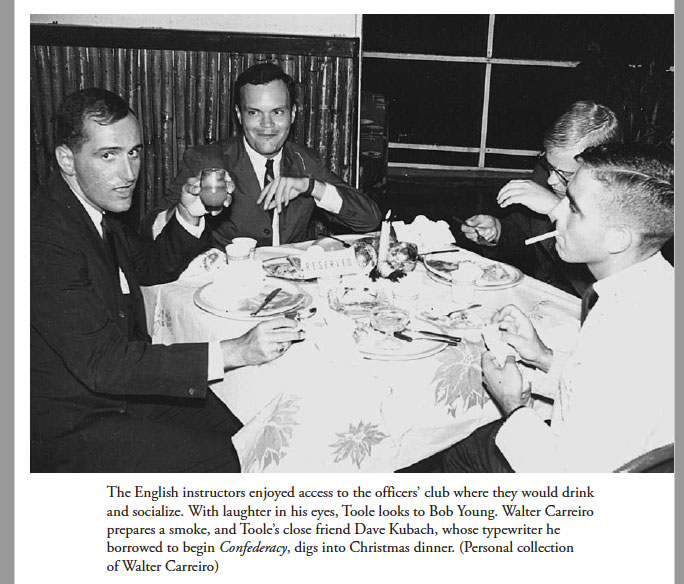 RESERVED
The English instructors enjoyed access to the officers’ club where they would drink
and socialize. With laughter in his eyes, Toole looks to Bob Young. Walter Carreiro
prepares a smoke, and Toole’s close friend Dave Kubach, whose typewriter he
borrowed to begin Confederacy, digs into Christmas dinner. (Personal collection
of Walter Carreiro)